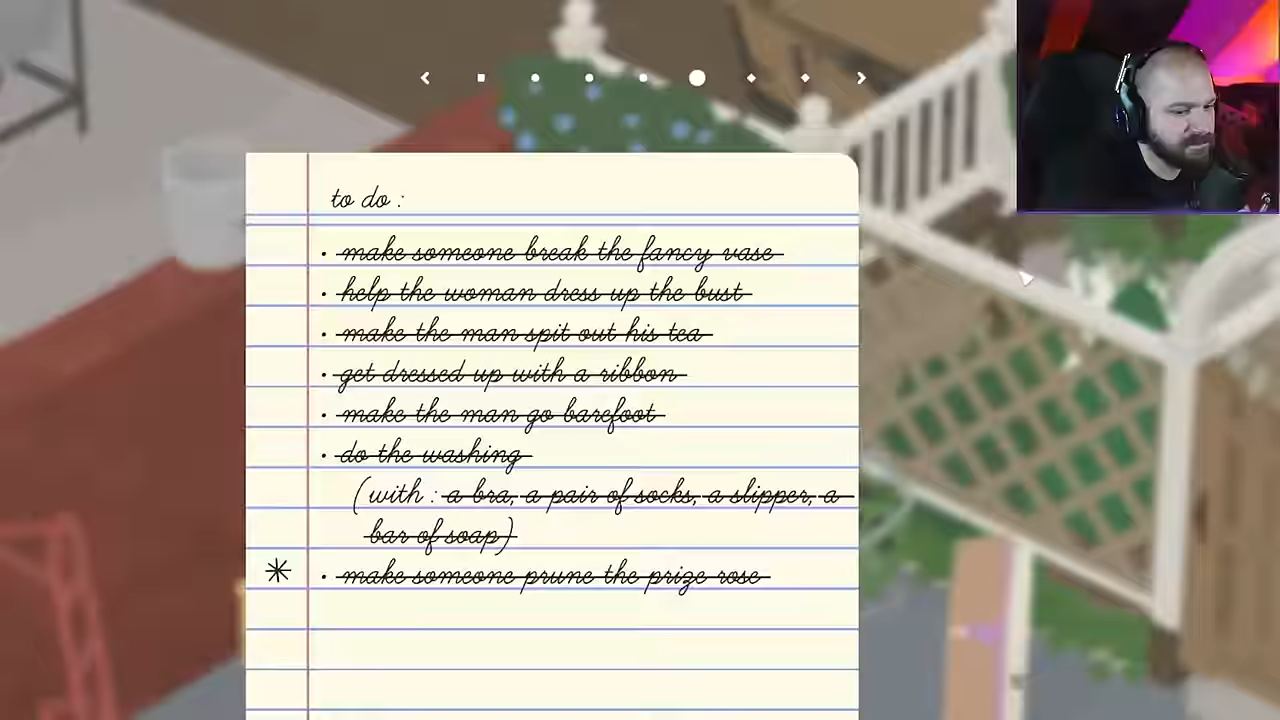 to do :
· make someone break the fancy vase
· help the woman dress up the bust
· make the man spit out his tea
· get dressed up with a ribbon
· make the man go barefoot
· do the washing
(with : a bra, a pair of socks, a slipper, a
bar of soap)
· make someone prune the prize rose